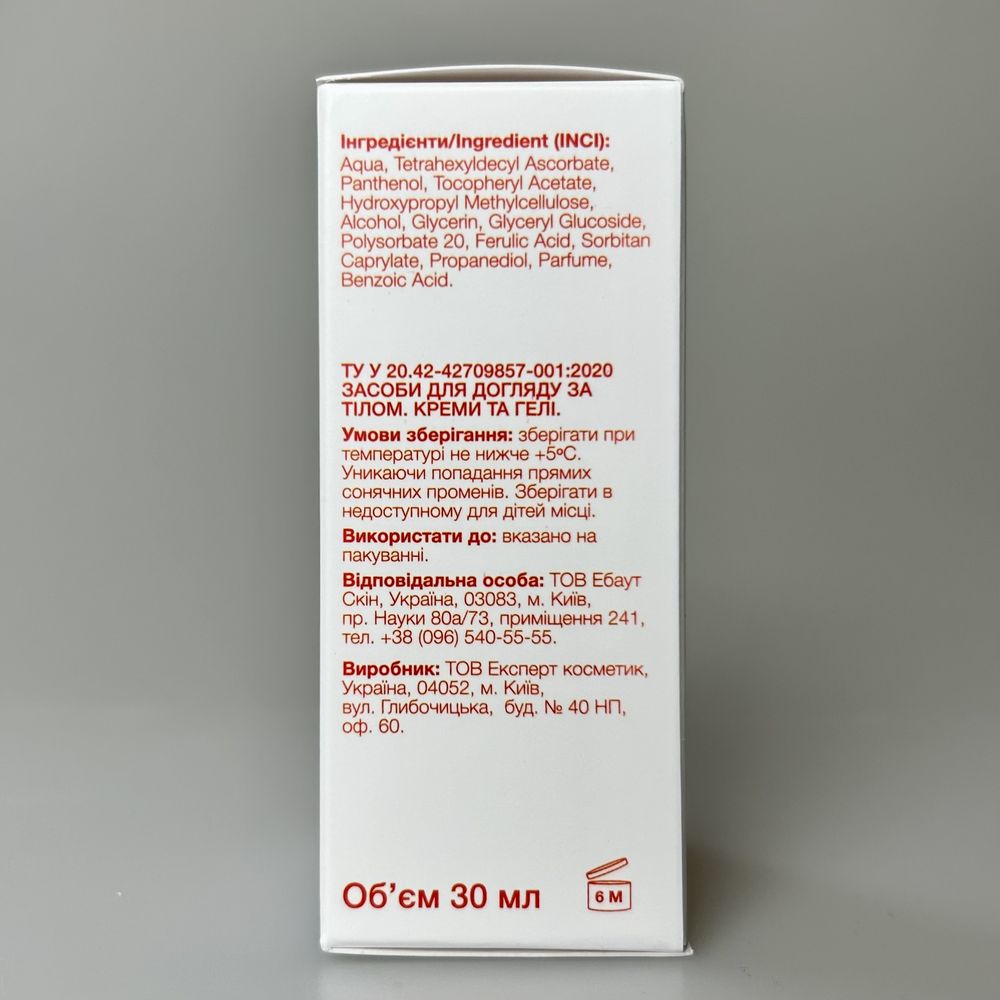 Інгредієнти/Ingredient (INCI):
Aqua, Tetrahexyldecyl Ascorbate,
Panthenol, Tocopheryl Acetate,
Hydroxypropyl Methylcellulose,
Alcohol, Glycerin, Glyceryl Glucoside,
Polysorbate 20, Ferulic Acid, Sorbitan
Caprylate, Propanediol, Parfume,
Benzoic Acid.
ТУ У 20.42-42709857-001:2020
ЗАСОБИ ДЛЯ ДОГЛЯДУ ЗА
ТІЛОМ. КРЕМИ ТА ГЕЛІ.
Умови зберігання: зберігати при
температурі не нижче +5ºC.
Уникаючи попадання прямих
сонячних променів. Зберігати в
недоступному для дітей місці.
Використати до: вказано на
пакуванні.
Відповідальна особа: ТОВ Ебаут
Скін, Україна, 03083, м. Київ,
пр. Науки 80а/73, приміщення 241,
тел. +38 (096) 540-55-55.
Виробник: ТОВ Експерт косметик,
Україна, 04052, м. Київ,
вул. Глибочицька, буд. № 40 НП,
оф. 60.
Об’єм 30 мл
6 M